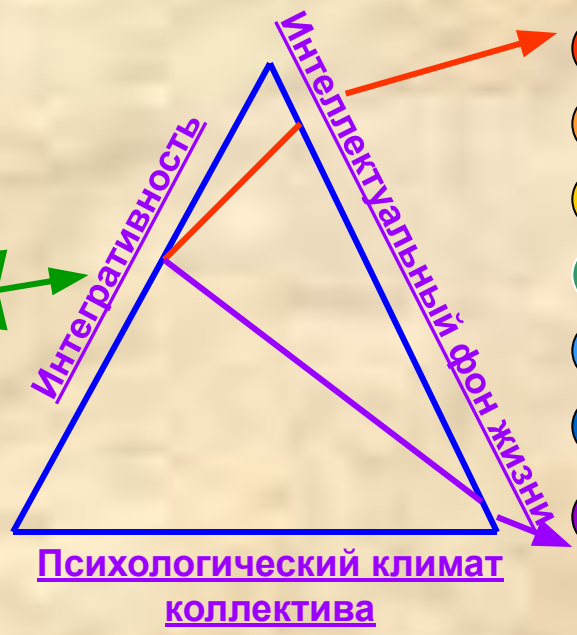 Интегративность
Интеллектуальный фон жизни
Психологический климат
коллектива